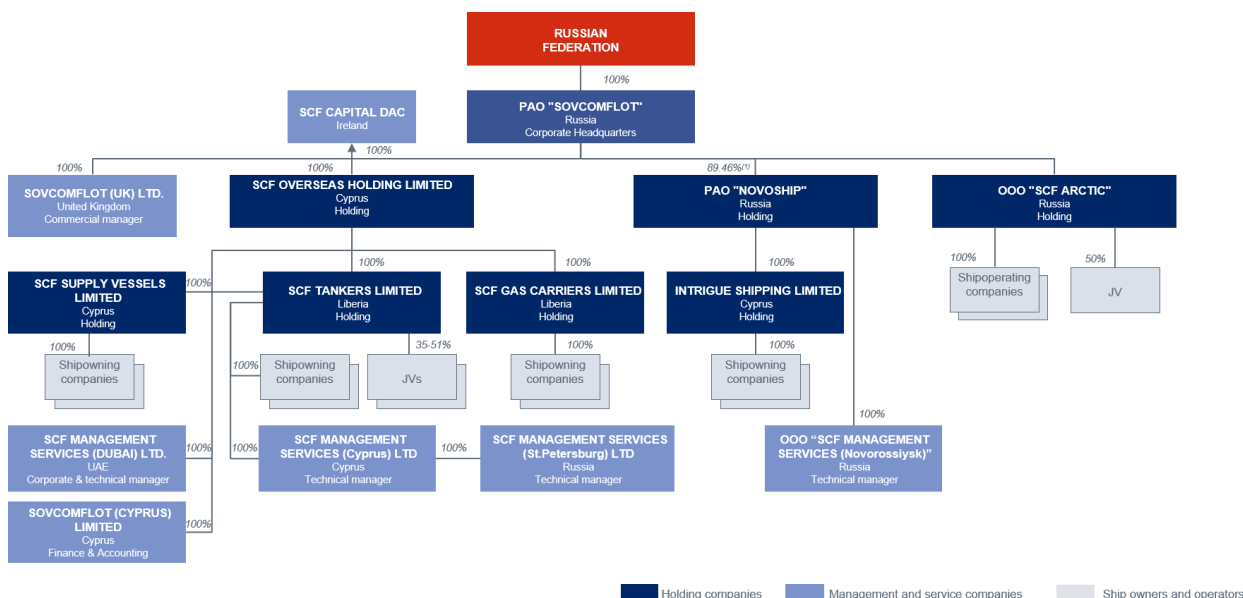 RUSSIAN
FEDERATION
100%
SCF CAPITAL DAC
Ireland
PAO "SOVCOMFLOT"
Russia
Corporate Headquarters
100%
100%
100%
89.46%(1)
SOVCOMFLOT (UK) LTD.
United Kingdom
Commercial manager
SCF OVERSEAS HOLDING LIMITED
Cyprus
Holding
PAO "NOVOSHIP"
Russia
Holding
OOO "SCF ARCTIC"
Russia
Holding
100%
100%
100%
100%
50%
SCF SUPPLY VESSELS
LIMITED
Cyprus
Holding
100%
SCF TANKERS LIMITED
Liberia
Holding
SCF GAS CARRIERS LIMITED
Liberia
Holding
INTRIGUE SHIPPING LIMITED
Cyprus
Holding
Shipoperating
companies
JV
100%
35-51%
100%
100%
Shipowning
companies
100%
Shipowning
companies
JVs
Shipowning
companies
Shipowning
companies
100%
SCF MANAGEMENT
SERVICES (DUBAI) LTD.
UAE
Corporate & technical manager
100%
SCF MANAGEMENT
SERVICES (Cyprus) LTD
Cyprus
Technical manager
100%
SCF MANAGEMENT SERVICES
(St.Petersburg) LTD
Russia
Technical manager
OOO “SCF MANAGEMENT
SERVICES (Novorossiysk)”
Russia
Technical manager
SOVCOMFLOT (CYPRUS)
LIMITED
Cyprus
Finance & Accounting
100%
Holding companies
Management and service companies
Ship owners and operators